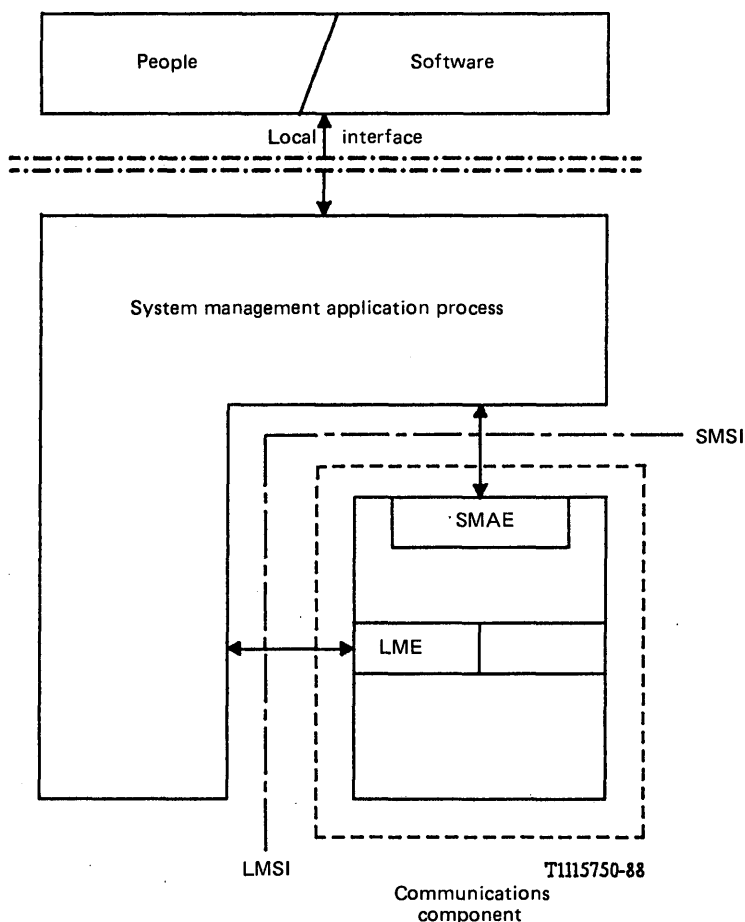 People
Software
Local interface
System management application process
SMSI
SMAE
LME
LMSI
T1115750-88
Communications
component